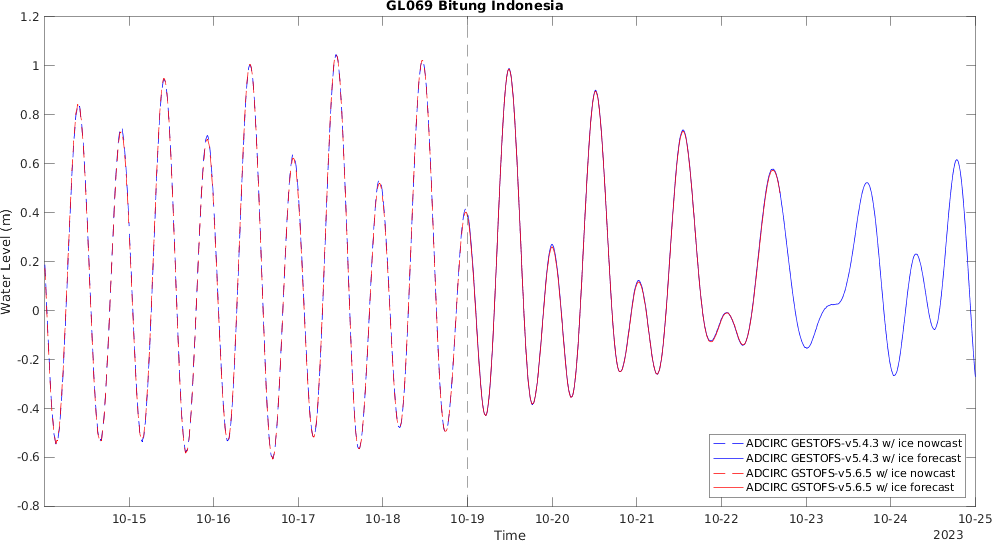 GL069 Bitung Indonesia
1.2
1
0.8
0.6
0.4
0.2
0
-0.2
-0.4
-0.6
-0.8
Water Level (m)
ADCIRC GESTOFS-v5.4.3 w/ ice nowcast
ADCIRC GESTOFS-v5.4.3 w/ ice forecast
ADCIRC GSTOFS-v5.6.5 w/ ice nowcast
ADCIRC GSTOFS-v5.6.5 w/ ice forecast
10-15 10-16 10-17 10-18 10-19 10-20 10-21 10-22 10-23 10-24 10-25
Time
2023